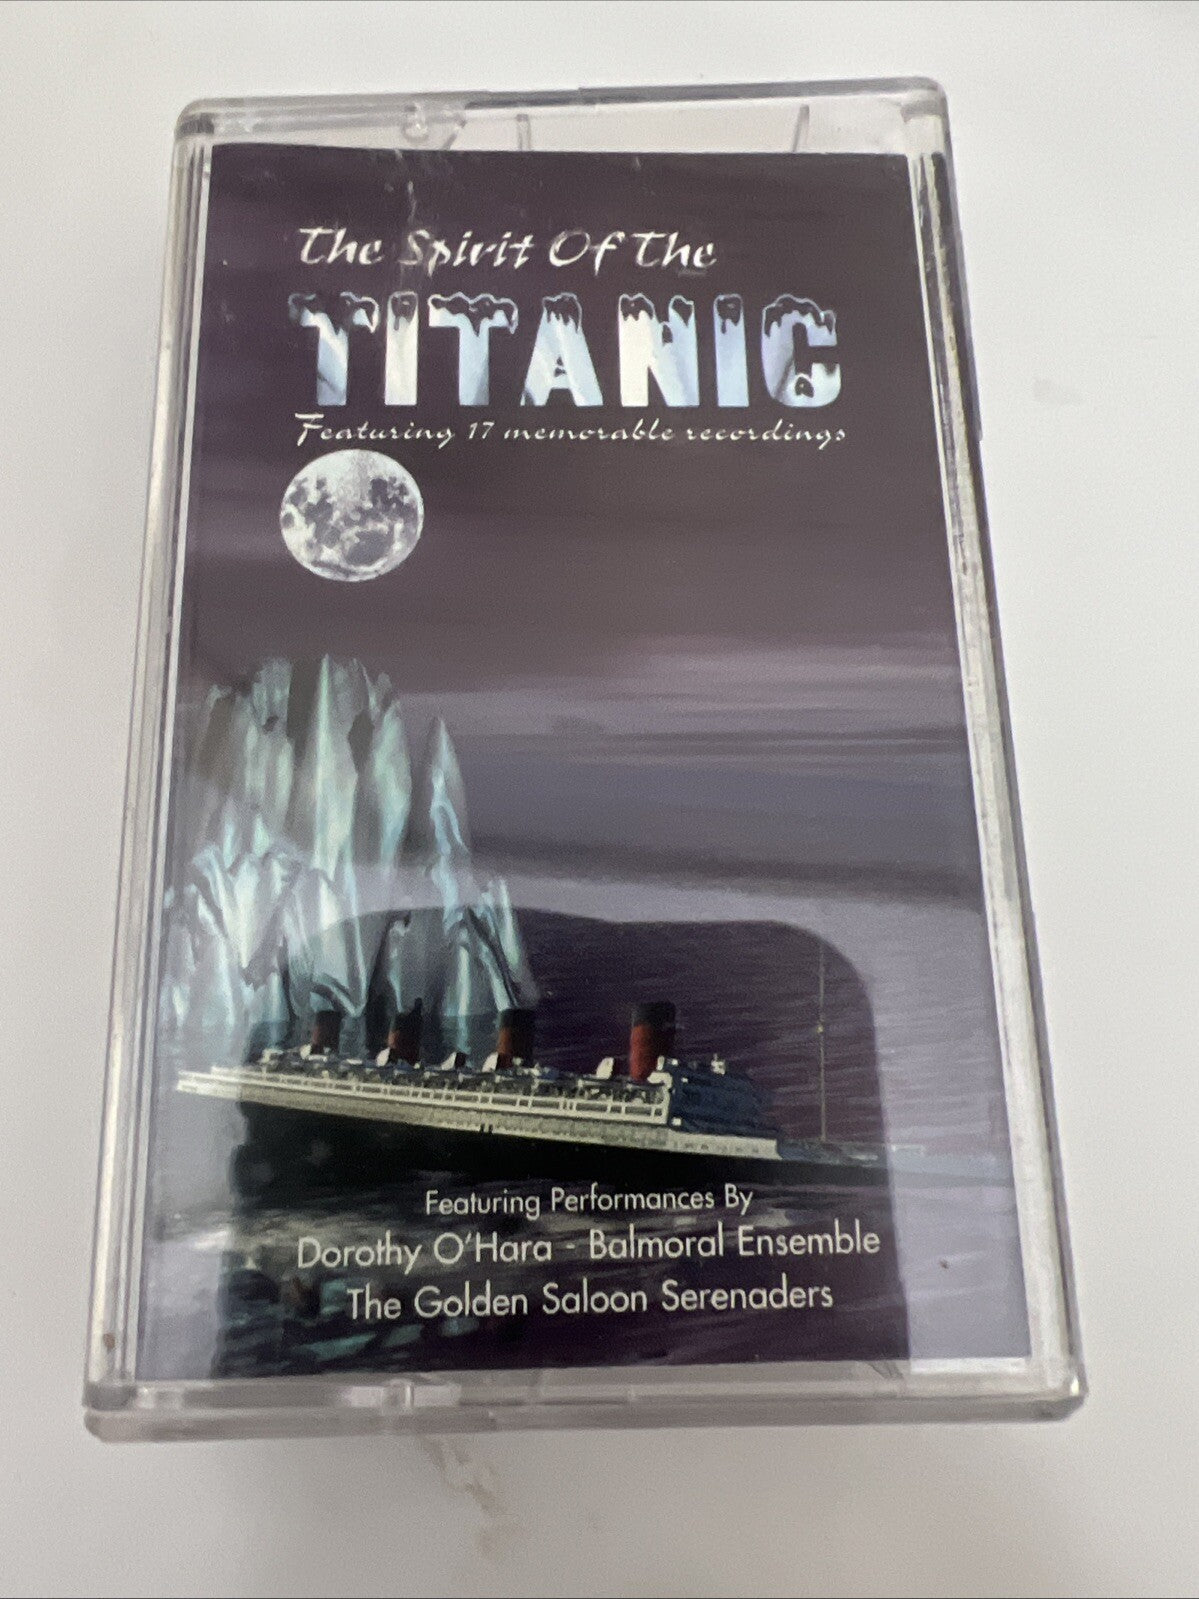 The Spirit Of The
TITANIC
Featuring 17 memorable recordings
Featuring Performances By
Dorothy O'Hara - Balmoral Ensemble
The Golden Saloon Serenaders